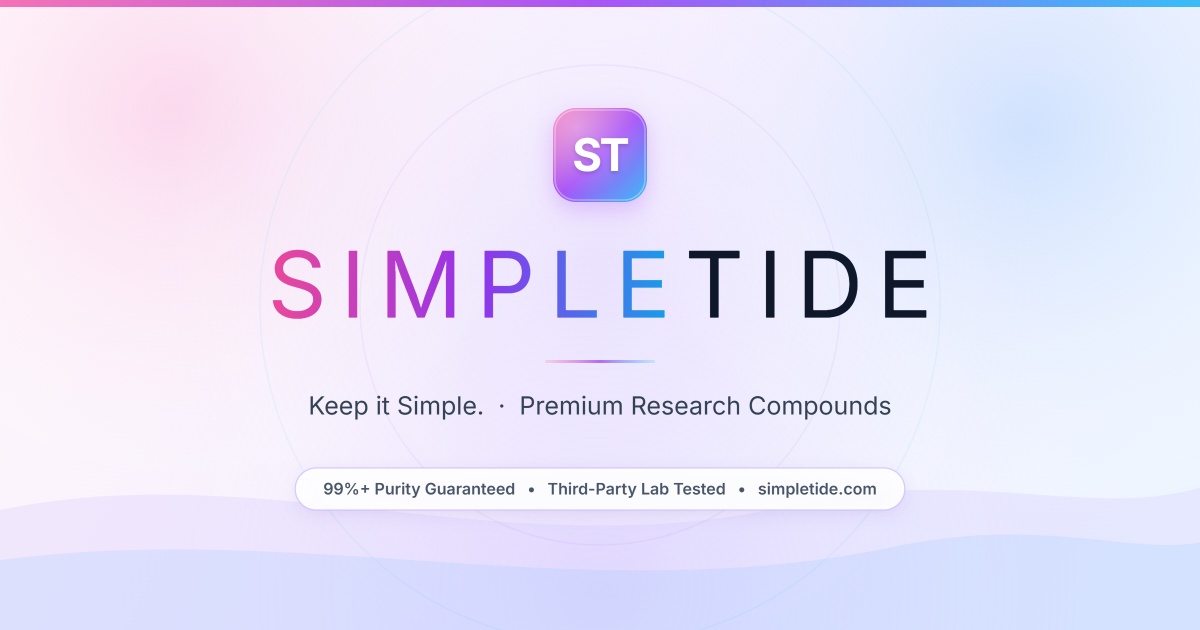 ST
SIMPLETIDE
Keep it Simple. · Premium Research Compounds
99%+ Purity Guaranteed • Third-Party Lab Tested • simpletide.com